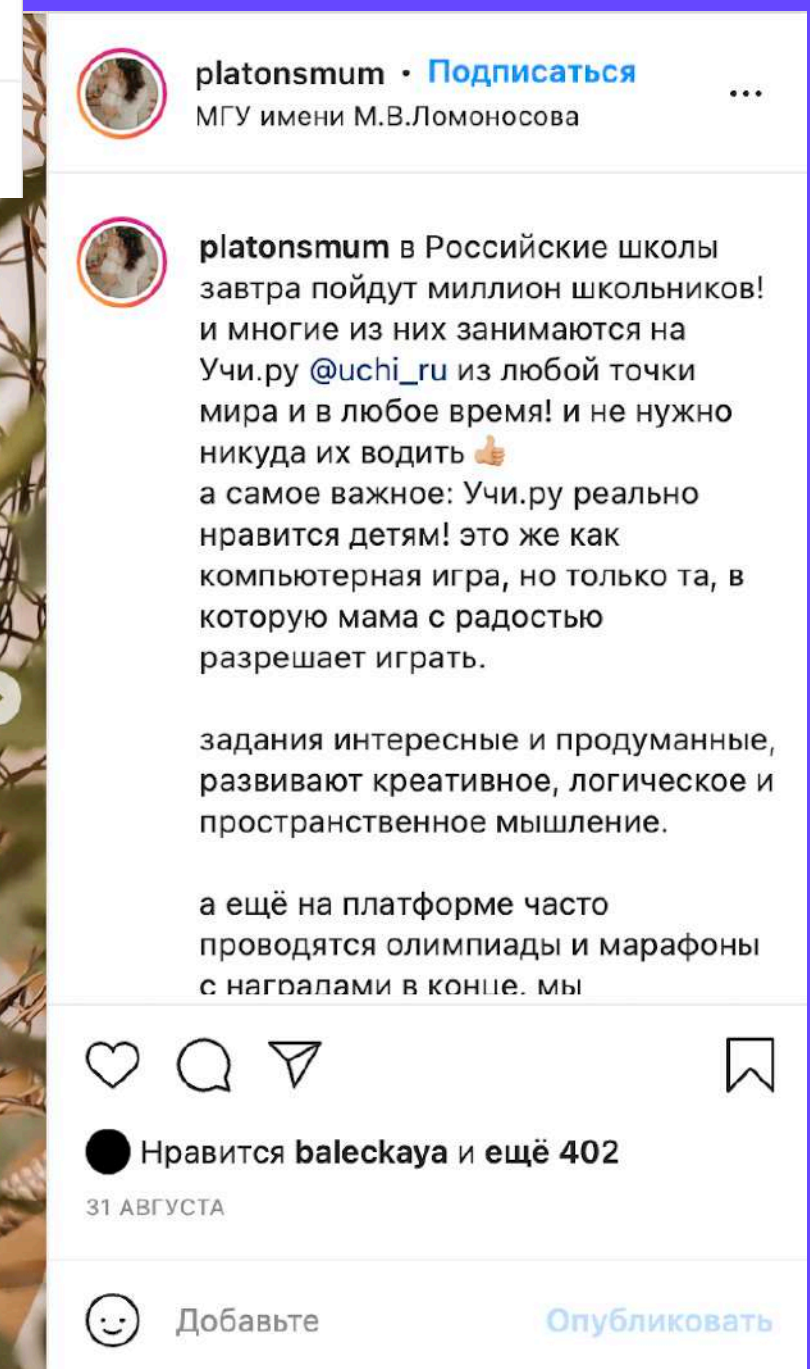 platonsmum • Подписаться
МГУ имени М.В.Ломоносова
platonsmum в Российские школы
завтра пойдут миллион школьников!
и многие из них занимаются на
Учи.ру @uchi_ru из любой точки
мира и в любое время! и не нужно
никуда их водить 👍🏼
а самое важное: Учи.ру реально
нравится детям! это же как
компьютерная игра, но только та, в
которую мама с радостью
разрешает играть.
задания интересные и продуманные,
развивают креативное, логическое и
пространственное мышление.
а ещё на платформе часто
проводятся олимпиады и марафоны
с наградами в конце. мы
Нравится baleckaya и ещё 402
31 АВГУСТА
Добавьте Опубликовать